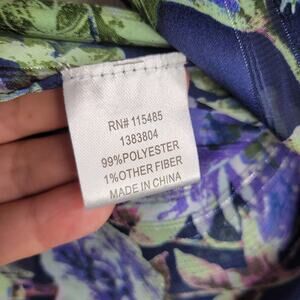 RN# 115485
1383804
99%POLYESTER
1%OTHER FIBER
MADE IN CHINA